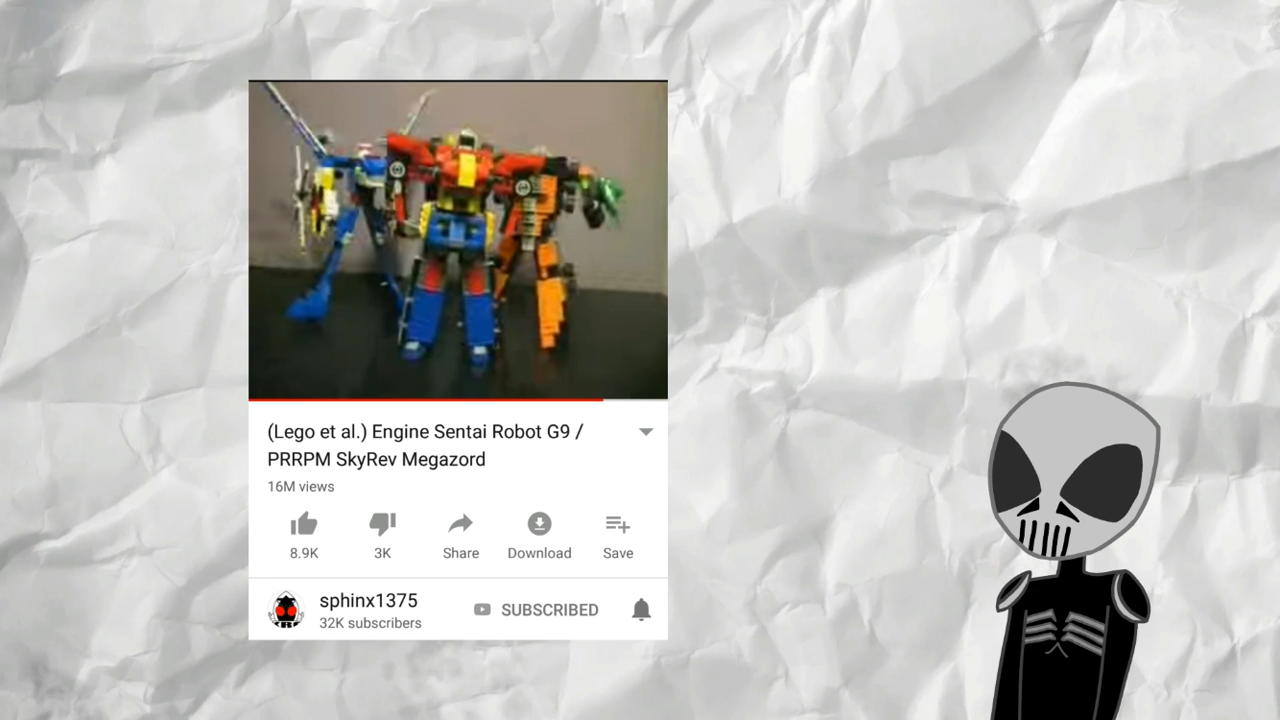 (Lego et al.) Engine Sentai Robot G9 /
PRRPM SkyRev Megazord
16M views
8.9K
3K
Share
Download
Save
sphinx1375
32K subscribers
SUBSCRIBED